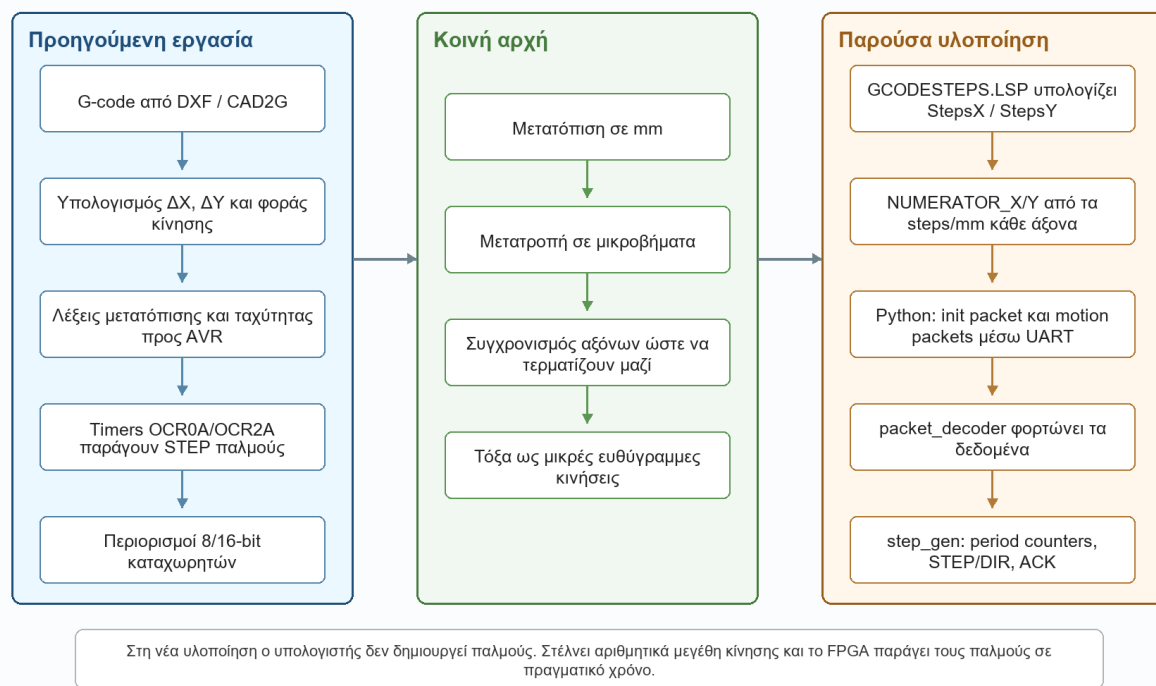 Προηγούμενη εργασία
G-code από DXF / CAD2G
Υπολογισμός ΔΧ, ΔΥ και φοράς
κίνησης
Λέξεις μετατόπισης και ταχύτητας
προς AVR
Timers OCR0A/OCR2A
παράγουν STEP παλμούς
Περιορισμοί 8/16-bit
καταχωρητών
Κοινή αρχή
Μετατόπιση σε mm
Μετατροπή σε μικροβήματα
Συγχρονισμός αξόνων ώστε να
τερματίζουν μαζί
Τόξα ως μικρές ευθύγραμμες
κινήσεις
Παρούσα υλοποίηση
GCODESTEPS.LSP υπολογίζει
StepsX / StepsY
NUMERATOR_X/Y από τα
steps/mm κάθε άξονα
Python: init packet και motion
packets μέσω UART
packet_decoder φορτώνει τα
δεδομένα
step_gen: period counters,
STEP/DIR, ACK
Στη νέα υλοποίηση ο υπολογιστής δεν δημιουργεί παλμούς. Στέλνει αριθμητικά μεγέθη κίνησης και το FPGA παράγει τους παλμούς σε
πραγματικό χρόνο.